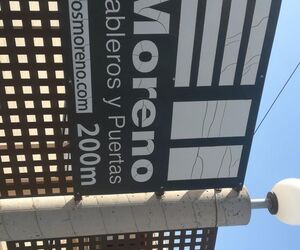 Moreno
ableros y Puertas
200m
osmoreno.com